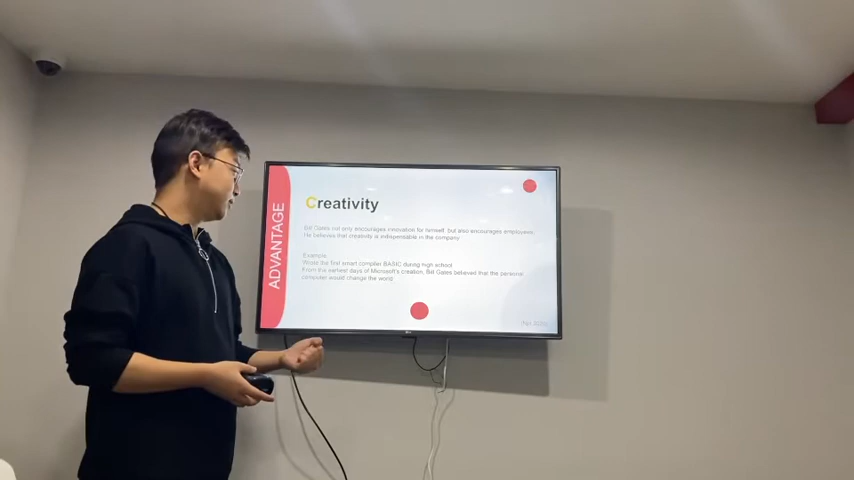 ADVANTAGE
Creativity
Bill Gates not only encourages innovation for himself, but also encourages employees.
He believes that creativity is indispensable in the company.
Example:
Wrote the first smart compiler BASIC during high school
From the earliest days of Microsoft's creation, Bill Gates believed that the personal
computer would change the world